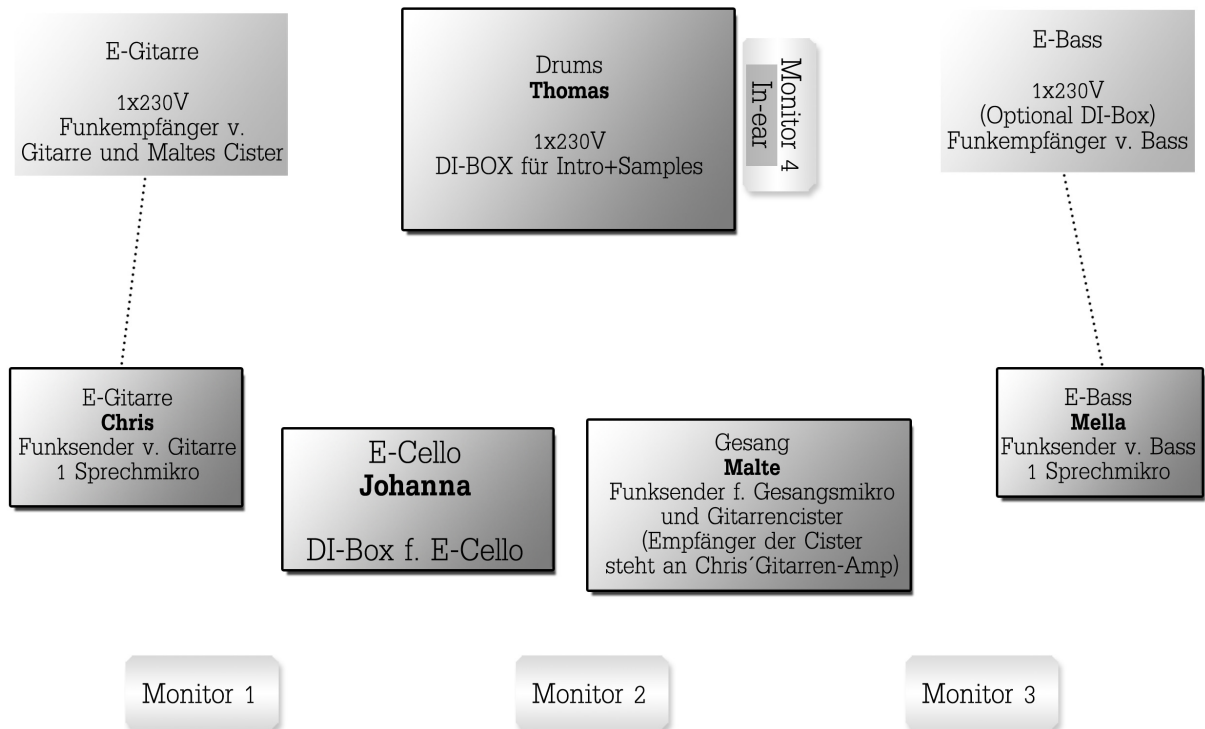 E-Gitarre
1x230V
Funkempfänger v.
Gitarre und Maltes Cister
Drums
Thomas
1x230V
DI-BOX für Intro+Samples
Monitor 4
In-ear
E-Bass
1x230V
(Optional DI-Box)
Funkempfänger v. Bass
E-Gitarre
Chris
Funksender v. Gitarre
1 Sprechmikro
E-Cello
Johanna
DI-Box f. E-Cello
Gesang
Malte
Funksender f. Gesangsmikro
und Gitarrencister
(Empfänger der Cister
steht an Chris´Gitarren-Amp)
E-Bass
Mella
Funksender v. Bass
1 Sprechmikro
Monitor 1
Monitor 2
Monitor 3